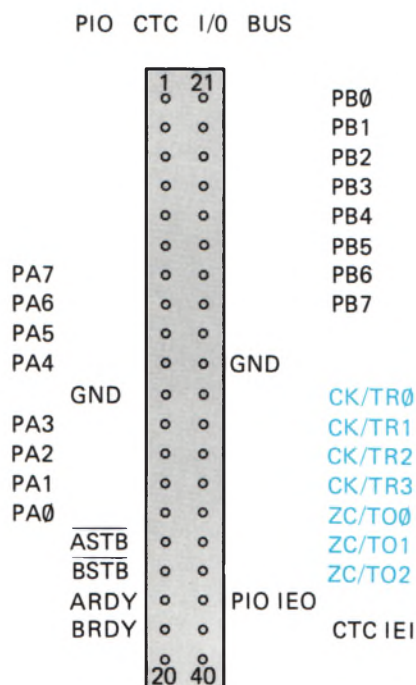 PIO CTC I/O BUS
1 21
PBØ
PB1
PB2
PB3
PB4
PB5
PA7 PB6
PA6 PB7
PA5
PA4 GND
GND CK/TRØ
PA3 CK/TR1
PA2 CK/TR2
PA1 CK/TR3
PAØ ZC/TOØ
ASTB ZC/TO1
BSTB ZC/TO2
ARDY PIO IEO
BRDY CTC IEI
20 40